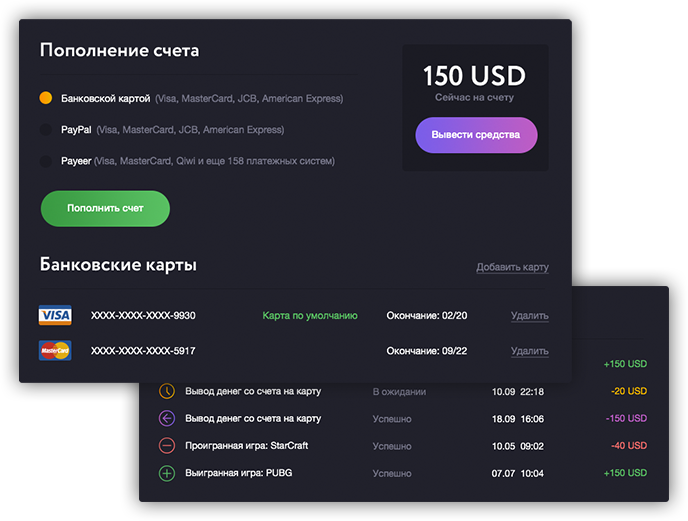 Пополнение счета
150 USD
Сейчас на счету
Банковской картой (Visa, MasterCard, JCB, American Express)
PayPal (Visa, MasterCard, JCB, American Express)
Вывести средства
Payeer (Visa, MasterCard, Qiwi и еще 158 платежных систем)
Пополнить счет
Банковские карты Добавить карту
VISA XXXX-XXXX-XXXX-9930 Карта по умолчанию Окончание: 02/20 Удалить
MasterCard XXXX-XXXX-XXXX-5917 Окончание: 09/22 Удалить
+150 USD
Вывод денег со счета на карту В ожидании 10.09 22:18 -20 USD
Вывод денег со счета на карту Успешно 18.09 16:06 -150 USD
Проигранная игра: StarCraft Успешно 10.05 09:02 -40 USD
Выигранная игра: PUBG Успешно 07.07 10:04 +150 USD